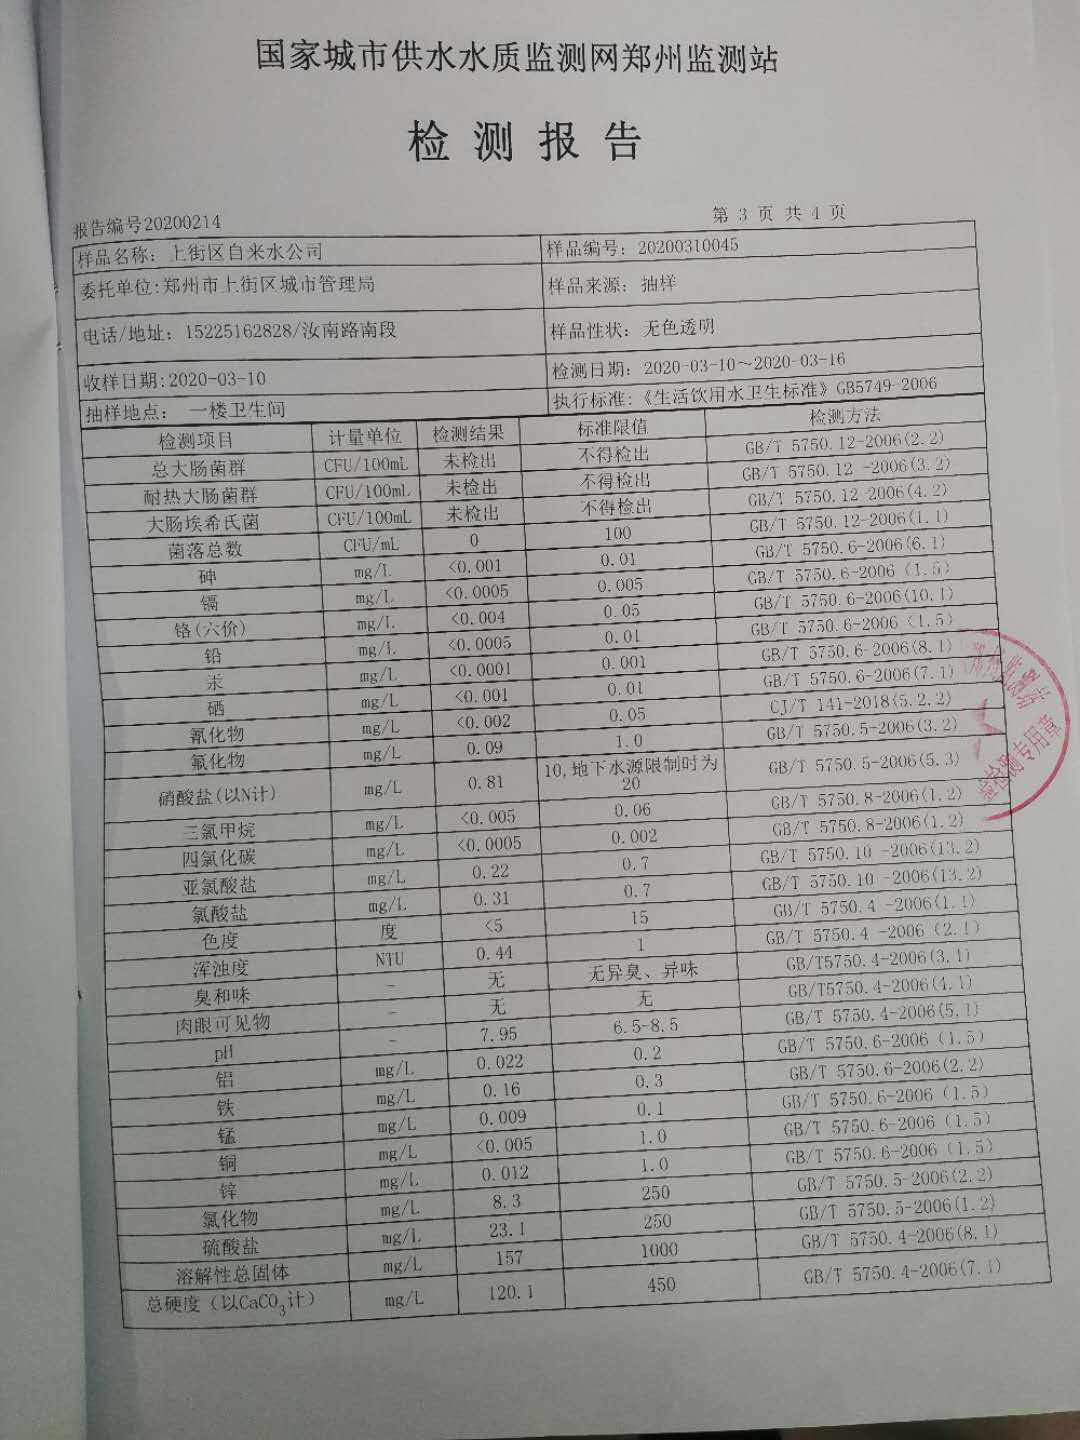 国家城市供水水质监测网郑州监测站
检测报告
报告编号20200214 第 3 页 共 4 页
样品名称：上街区自来水公司 样品编号：20200310045
委托单位:郑州市上街区城市管理局 样品来源：抽样
电话/地址：15225162828/汝南路南段 样品性状：无色透明
收样日期:2020-03-10 检测日期：2020-03-10～2020-03-16
抽样地点： 一楼卫生间 执行标准:《生活饮用水卫生标准》GB5749-2006
检测项目 计量单位 检测结果 标准限值 检测方法
总大肠菌群 CFU/100mL 未检出 不得检出 GB/T 5750.12-2006(2.2)
耐热大肠菌群 CFU/100mL 未检出 不得检出 GB/T 5750.12 -2006(3.2)
大肠埃希氏菌 CFU/100mL 未检出 不得检出 GB/T 5750.12 2006(4.2)
菌落总数 CFU/mL 0 100 GB/T 5750.12-2006(1.1)
砷 mg/L <0.001 0.01 GB/T 5750.6-2006(6.1)
镉 mg/L <0.0005 0.005 GB/T 5750.6-2006 (1.5)
铬(六价) mg/L <0.004 0.05 GB/T 5750.6-2006(10.1)
铅 mg/L <0.0005 0.01 GB/T 5750.6-2006 (1.5)
汞 mg/L <0.0001 0.001 GB/T 5750.6-2006(8.1)
硒 mg/L <0.001 0.01 GB/T 5750.6-2006(7.1)
氰化物 mg/L <0.002 0.05 CJ/T 141-2018(5.2.2)
氟化物 mg/L 0.09 1.0 GB/T 5750.5-2006(3.2)
硝酸盐(以N计) mg/L 0.81 10,地下水源限制时为20 GB/T 5750.5-2006(5.3)
三氯甲烷 mg/L <0.005 0.06 GB/T 5750.8-2006(1.2)
四氯化碳 mg/L <0.0005 0.002 GB/T 5750.8-2006(1.2)
亚氯酸盐 mg/L 0.22 0.7 GB/T 5750.10 -2006(13.2)
氯酸盐 mg/L 0.31 0.7 GB/T 5750.10 -2006(13.2)
色度 度 <5 15 GB/T 5750.4 -2006(1.1)
浑浊度 NTU 0.44 1 GB/T 5750.4 -2006 (2.1)
臭和味 - 无 无异臭、异味 GB/T5750.4-2006(3.1)
肉眼可见物 - 无 无 GB/T5750.4-2006(4.1)
pH - 7.95 6.5-8.5 GB/T 5750.4-2006(5.1)
铝 mg/L 0.022 0.2 GB/T 5750.6-2006 (1.5)
铁 mg/L 0.16 0.3 GB/T 5750.6-2006(2.2)
锰 mg/L 0.009 0.1 GB/T 5750.6-2006 (1.5)
铜 mg/L <0.005 1.0 GB/T 5750.6-2006 (1.5)
锌 mg/L 0.012 1.0 GB/T 5750.6-2006 (1.5)
氯化物 mg/L 8.3 250 GB/T 5750.5-2006(2.2)
硫酸盐 mg/L 23.1 250 GB/T 5750.5-2006(1.2)
溶解性总固体 mg/L 157 1000 GB/T 5750.4-2006(8.1)
总硬度（以CaCO3计） mg/L 120.1 450 GB/T 5750.4-2006(7.1)
郑州监测站
检测专用章